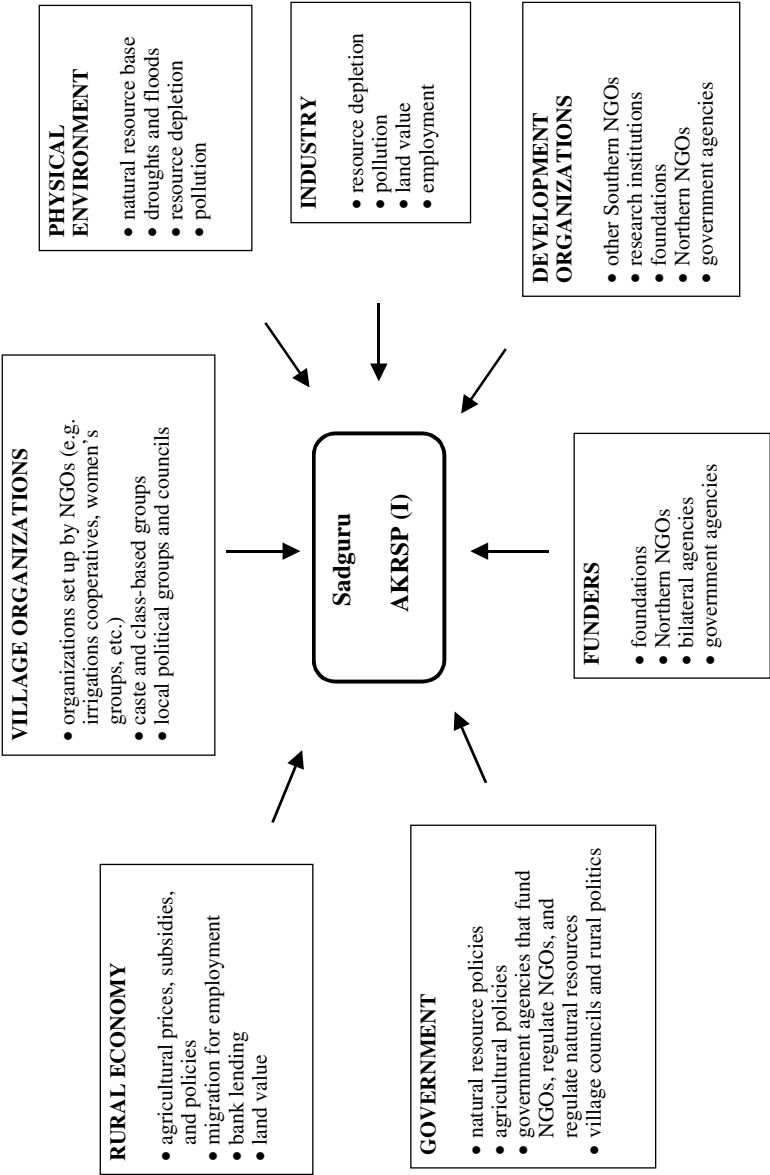 RURAL ECONOMY
• agricultural prices, subsidies,
and policies
• migration for employment
• bank lending
• land value
VILLAGE ORGANIZATIONS
• organizations set up by NGOs (e.g.
irrigations cooperatives, women's
groups, etc.)
• caste and class-based groups
• local political groups and councils
PHYSICAL
ENVIRONMENT
• natural resource base
• droughts and floods
• resource depletion
• pollution
Sadguru
AKRSP (I)
INDUSTRY
• resource depletion
• pollution
• land value
• employment
GOVERNMENT
• natural resource policies
• agricultural policies
• government agencies that fund
NGOs, regulate NGOs, and
regulate natural resources
• village councils and rural politics
FUNDERS
• foundations
• Northern NGOs
• bilateral agencies
• government agencies
DEVELOPMENT
ORGANIZATIONS
• other Southern NGOs
• research institutions
• foundations
• Northern NGOs
• government agencies